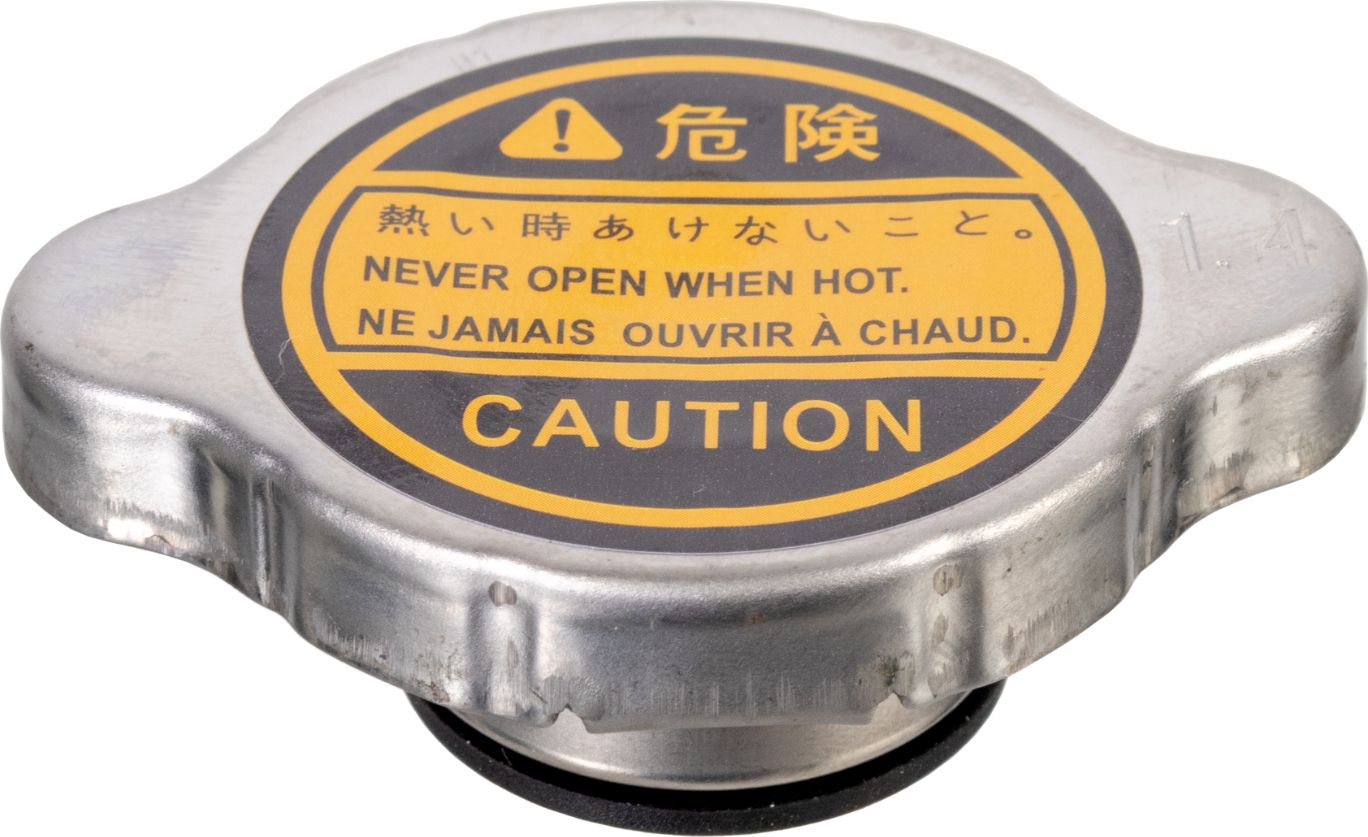 危険
熱い時あけないこと。
NEVER OPEN WHEN HOT.
NE JAMAIS OUVRIR À CHAUD.
CAUTION
1.4